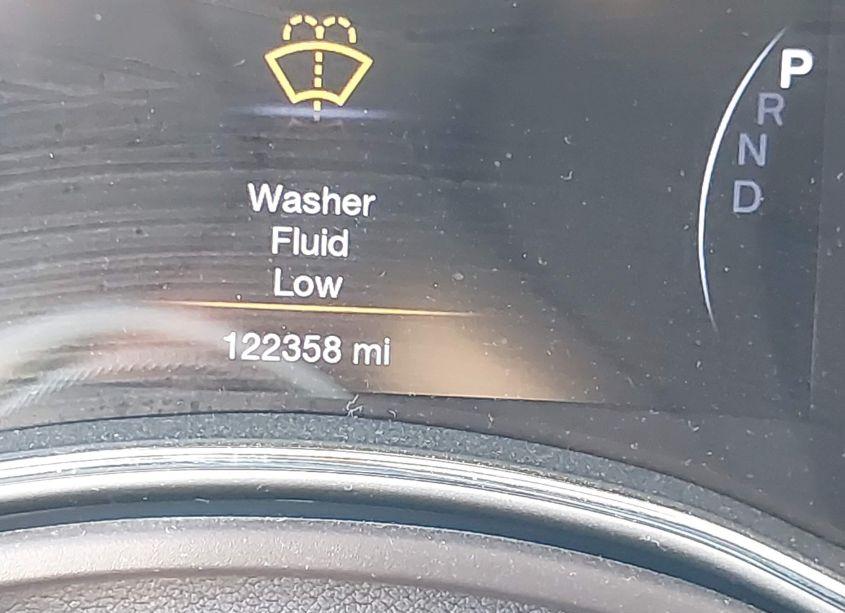 Washer
Fluid
Low
122358 mi
P
R
N
D